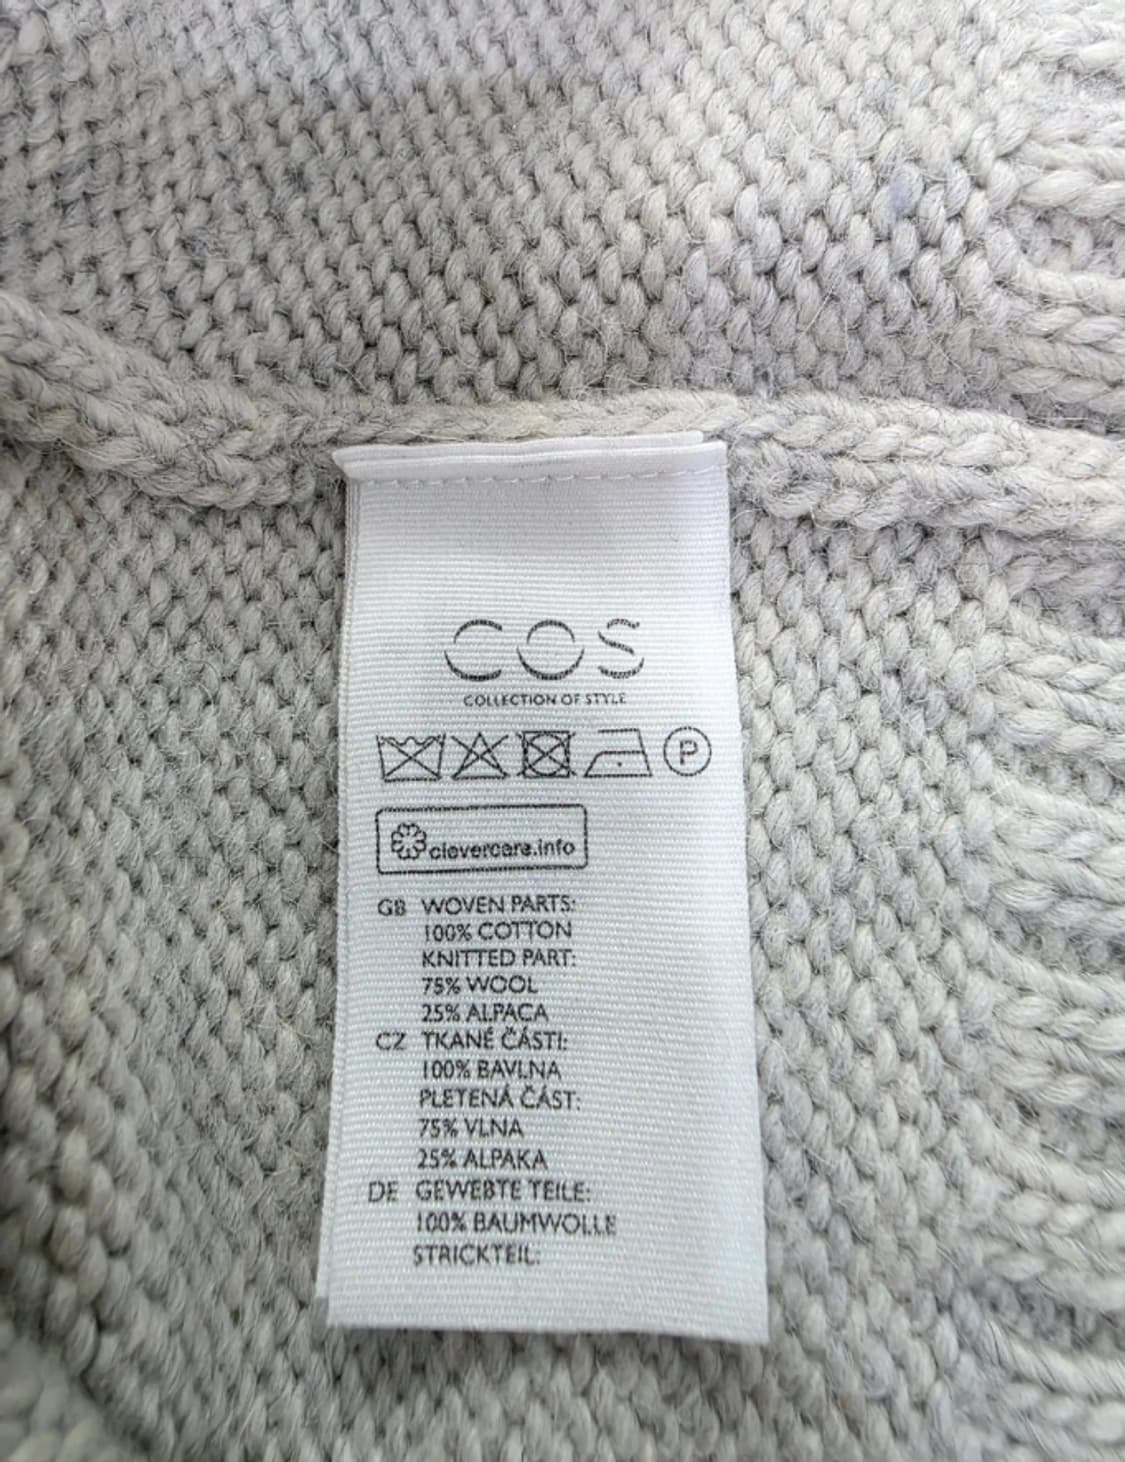 COS
COLLECTION OF STYLE
P
clevercare.info
GB WOVEN PARTS:
100% COTTON
KNITTED PART:
75% WOOL
25% ALPACA
CZ TKANÉ ČÁSTI:
100% BAVLNA
PLETENÁ ČÁST:
75% VLNA
25% ALPAKA
DE GEWEBTE TEILE:
100% BAUMWOLLE
STRICKTEIL: